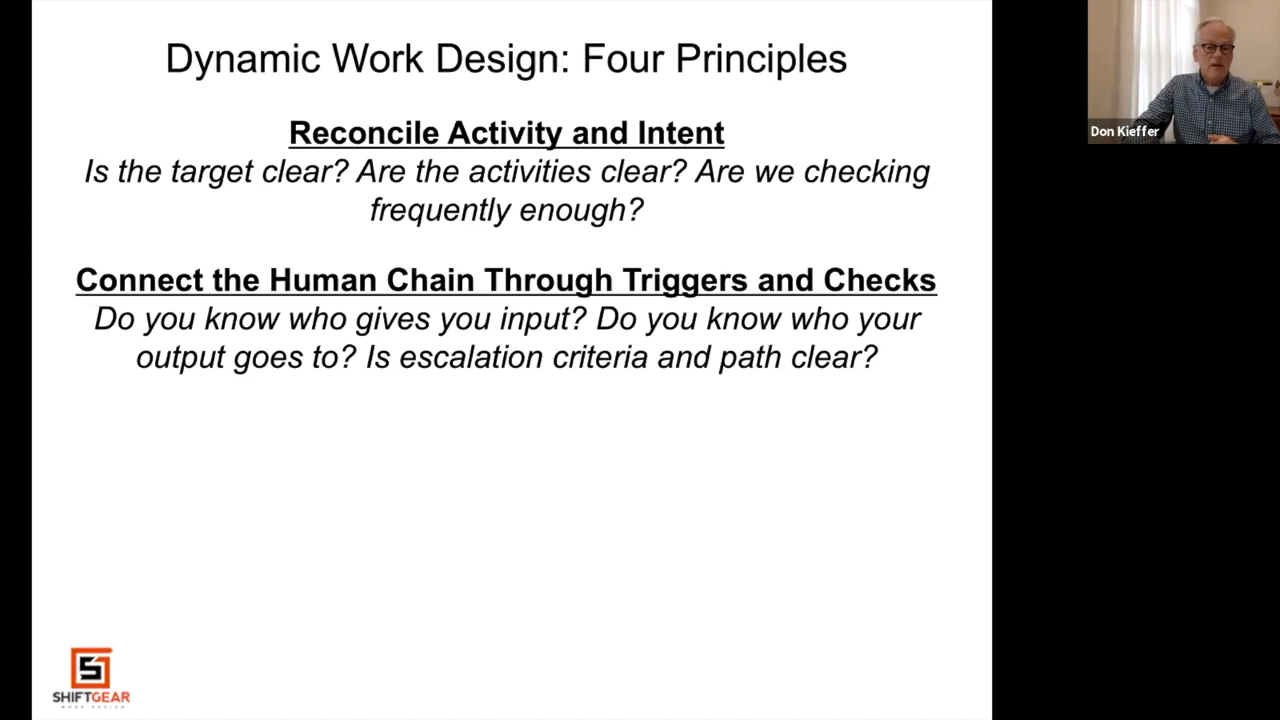 Dynamic Work Design: Four Principles
Reconcile Activity and Intent
Is the target clear? Are the activities clear? Are we checking
frequently enough?
Connect the Human Chain Through Triggers and Checks
Do you know who gives you input? Do you know who your
output goes to? Is escalation criteria and path clear?
Don Kieffer
SHIFTGEAR
WORK DESIGN